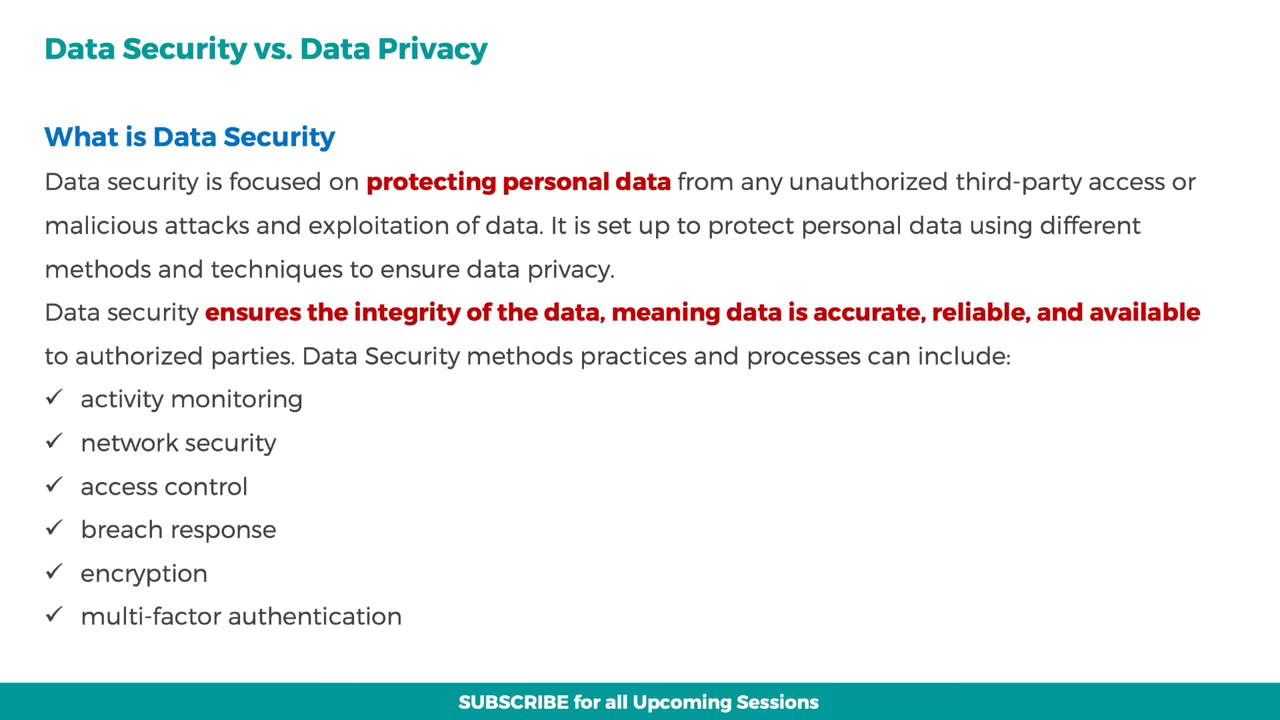 Data Security vs. Data Privacy
What is Data Security
Data security is focused on protecting personal data from any unauthorized third-party access or
malicious attacks and exploitation of data. It is set up to protect personal data using different
methods and techniques to ensure data privacy.
Data security ensures the integrity of the data, meaning data is accurate, reliable, and available
to authorized parties. Data Security methods practices and processes can include:
✓ activity monitoring
✓ network security
✓ access control
✓ breach response
✓ encryption
✓ multi-factor authentication
SUBSCRIBE for all Upcoming Sessions